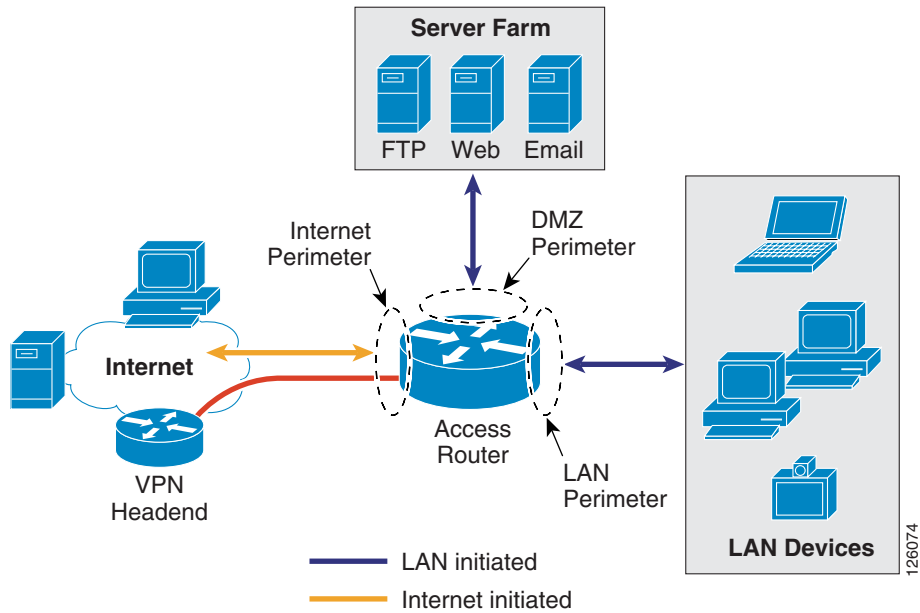 Server Farm
FTP Web Email
Internet
Perimeter
DMZ
Perimeter
Internet
Access
Router
VPN
Headend
LAN
Perimeter
LAN Devices
LAN initiated
Internet initiated
126074